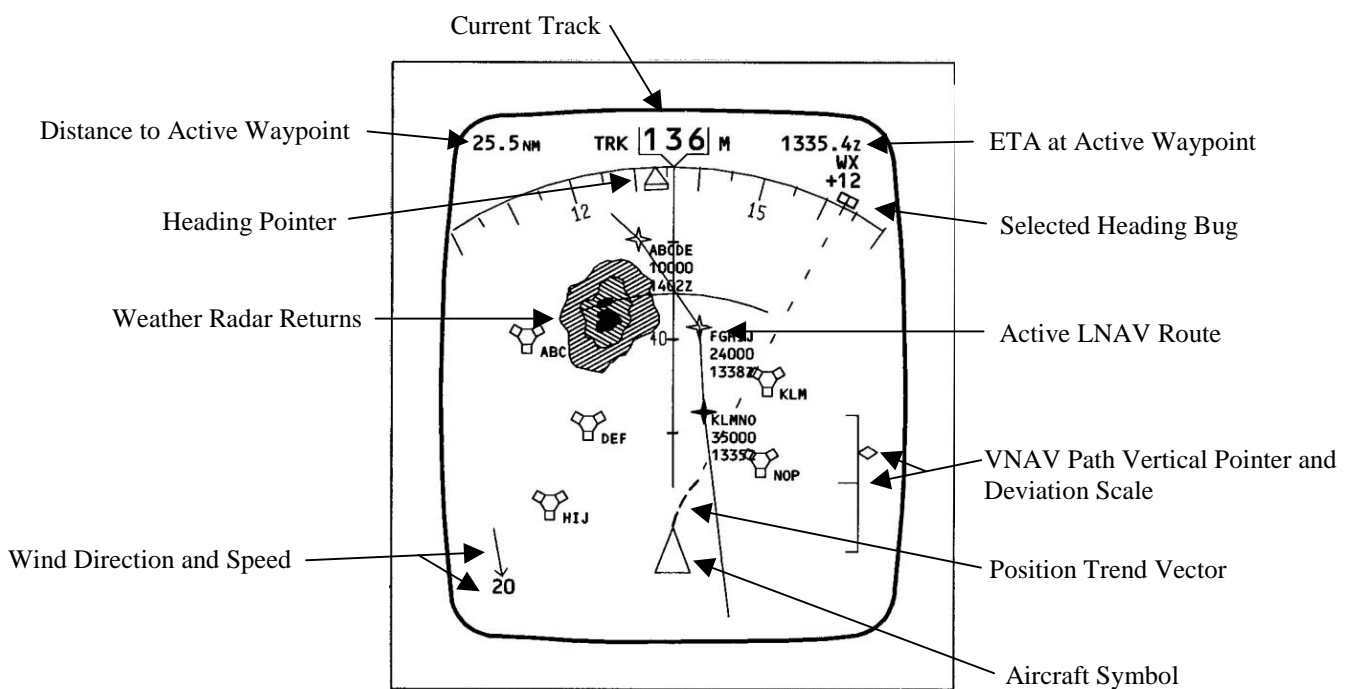 Current Track
Distance to Active Waypoint
25.5NM
TRK 136 M
1335.4z
ETA at Active Waypoint
WX
+12
Heading Pointer
12
15
Selected Heading Bug
ABCDE
10000
1402Z
Weather Radar Returns
ABC
40
FGHIJ
24000
1338Z
Active LNAV Route
KLM
DEF
KLMNO
35000
1335Z
NOP
VNAV Path Vertical Pointer and
Deviation Scale
HIJ
Wind Direction and Speed
20
Position Trend Vector
Aircraft Symbol